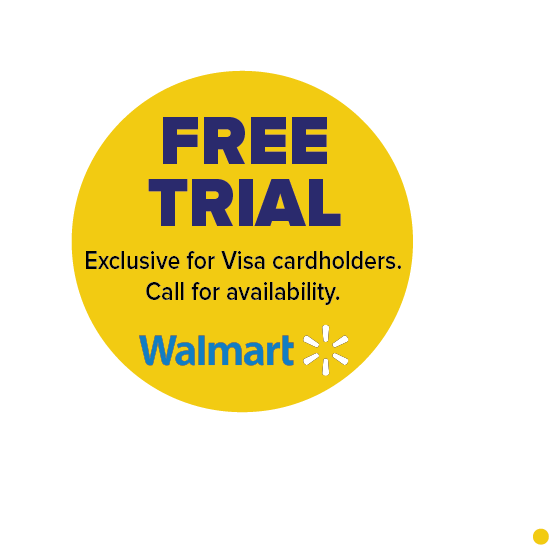 FREE
TRIAL
Exclusive for Visa cardholders.
Call for availability.
Walmart